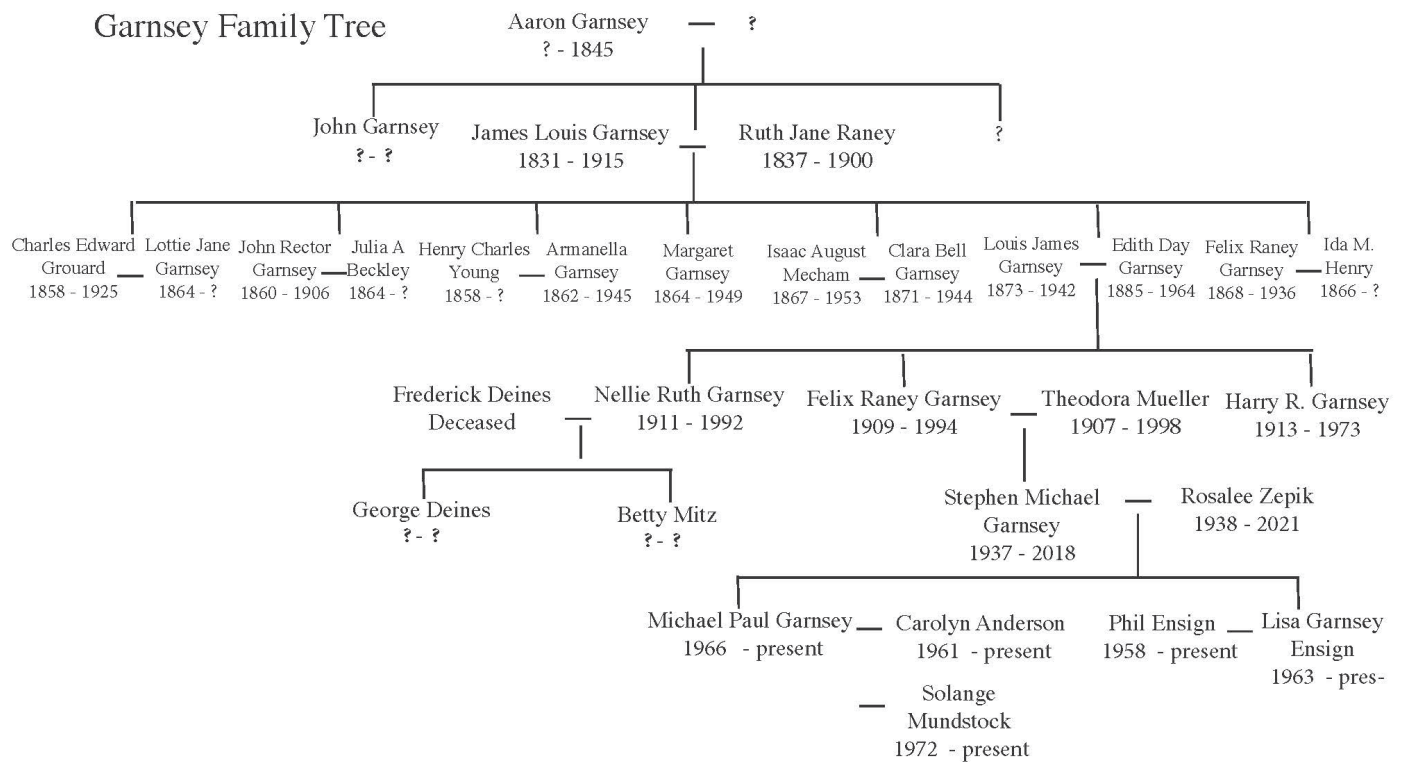 Garnsey Family Tree
Aaron Garnsey
? - 1845
?
John Garnsey
? - ?
James Louis Garnsey
1831 - 1915
Ruth Jane Raney
1837 - 1900
?
Charles Edward
Grouard
1858 - 1925
Lottie Jane
Garnsey
1864 - ?
John Rector
Garnsey
1860 - 1906
Julia A
Beckley
1864 - ?
Henry Charles
Young
1858 - ?
Armanella
Garnsey
1862 - 1945
Margaret
Garnsey
1864 - 1949
Isaac August
Mecham
1867 - 1953
Clara Bell
Garnsey
1871 - 1944
Louis James
Garnsey
1873 - 1942
Edith Day
Garnsey
1885 - 1964
Felix Raney
Garnsey
1868 - 1936
Ida M.
Henry
1866 - ?
Frederick Deines
Deceased
Nellie Ruth Garnsey
1911 - 1992
Felix Raney Garnsey
1909 - 1994
Theodora Mueller
1907 - 1998
Harry R. Garnsey
1913 - 1973
George Deines
? - ?
Betty Mitz
? - ?
Stephen Michael
Garnsey
1937 - 2018
Rosalee Zepik
1938 - 2021
Michael Paul Garnsey
1966 - present
Carolyn Anderson
1961 - present
Phil Ensign
1958 - present
Lisa Garnsey
Ensign
1963 - pres-
Solange
Mundstock
1972 - present